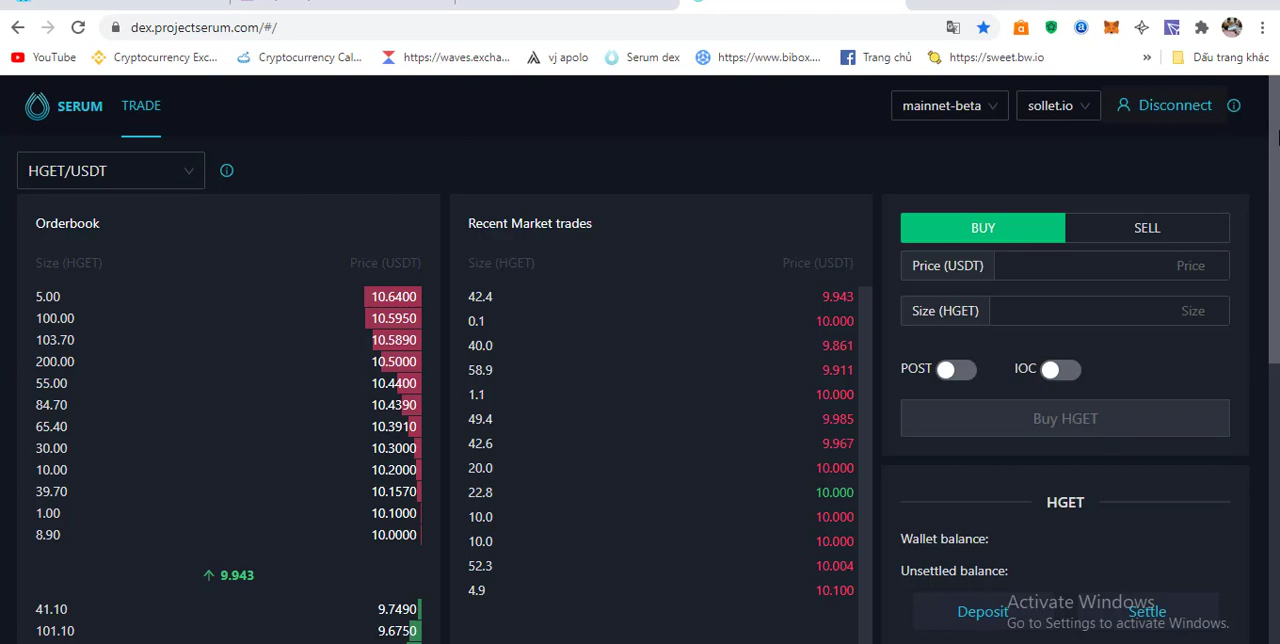 dex.projectserum.com/#/
YouTube Cryptocurrency Exc... Cryptocurrency Cal... https://waves.excha... vj apolo Serum dex https://www.bibox.... Trang chủ https://sweet.bw.io » Dấu trang khác
SERUM TRADE mainnet-beta sollet.io Disconnect
HGET/USDT
Orderbook
Size (HGET) Price (USDT)
5.00 10.6400
100.00 10.5950
103.70 10.5890
200.00 10.5000
55.00 10.4400
84.70 10.4390
65.40 10.3910
30.00 10.3000
10.00 10.2000
39.70 10.1570
1.00 10.1000
8.90 10.0000
↑ 9.943
41.10 9.7490
101.10 9.6750
Recent Market trades
Size (HGET) Price (USDT)
42.4 9.943
0.1 10.000
40.0 9.861
58.9 9.911
1.1 10.000
49.4 9.985
42.6 9.967
20.0 10.000
22.8 10.000
10.0 10.000
10.0 10.000
52.3 10.004
4.9 10.100
BUY SELL
Price (USDT) Price
Size (HGET) Size
POST IOC
Buy HGET
HGET
Wallet balance:
Unsettled balance:
Deposit Settle
Activate Windows
Go to Settings to activate Windows.